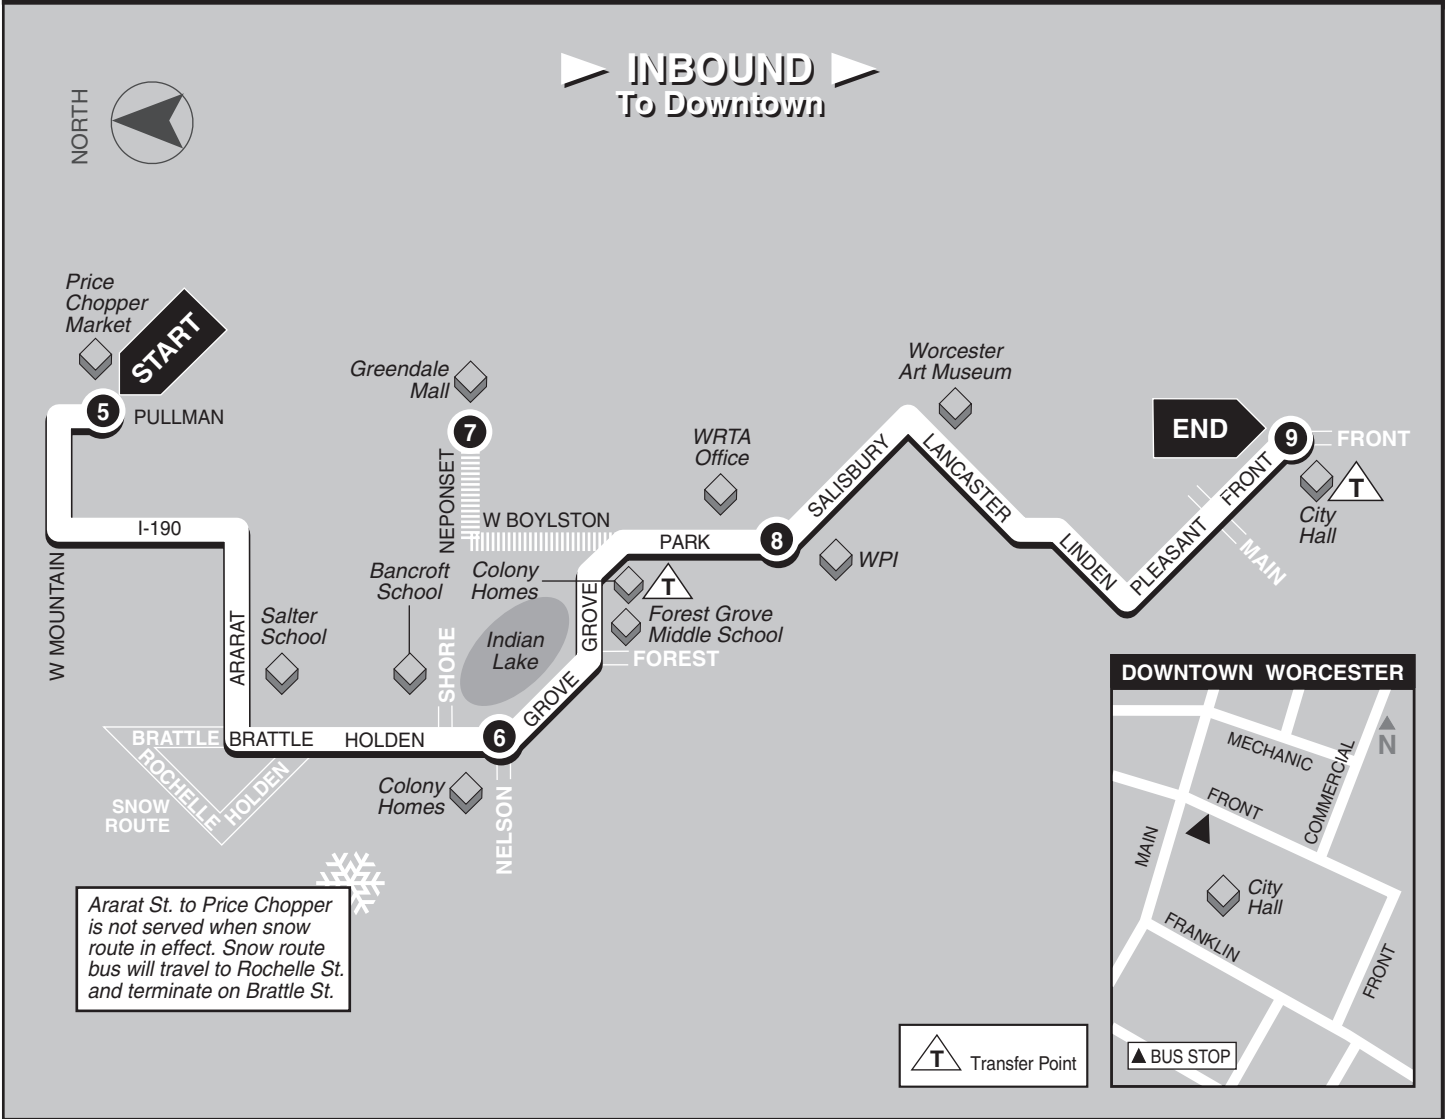 INBOUND
To Downtown
NORTH
Price
Chopper
Market
START
5
PULLMAN
W MOUNTAIN
I-190
ARARAT
Salter
School
Greendale
Mall
7
NEPONSET
W BOYLSTON
Bancroft
School
Colony
Homes
SHORE
Indian
Lake
GROVE
T
Forest Grove
Middle School
FOREST
GROVE
WRTA
Office
PARK
8
WPI
SALISBURY
Worcester
Art Museum
LANCASTER
LINDEN
PLEASANT
FRONT
MAIN
END
9
FRONT
T
City
Hall
BRATTLE
BRATTLE
HOLDEN
6
ROCHELLE
HOLDEN
SNOW
ROUTE
Colony
Homes
NELSON
Ararat St. to Price Chopper
is not served when snow
route in effect. Snow route
bus will travel to Rochelle St.
and terminate on Brattle St.
T Transfer Point
DOWNTOWN WORCESTER
N
MECHANIC
COMMERCIAL
FRONT
MAIN
City
Hall
FRANKLIN
FRONT
BUS STOP